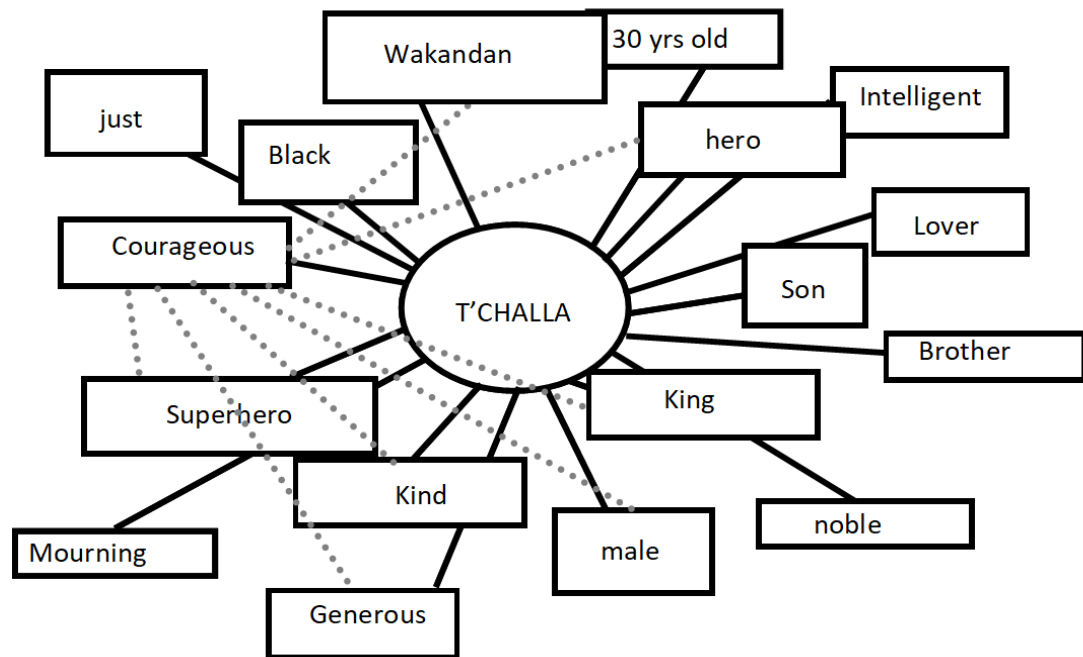 Wakandan
30 yrs old
Intelligent
just
hero
Black
Courageous
Lover
Son
T'CHALLA
Brother
King
Superhero
Kind
noble
Mourning
male
Generous